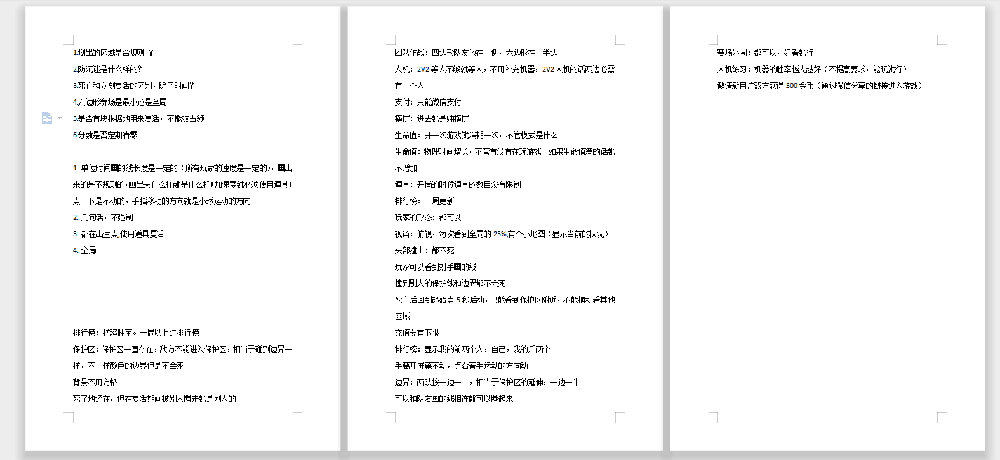 1.划出的区域是否规则 ？
2.防沉迷是什么样的？
3.死亡和立刻复活的区别，除了时间？
4.六边形赛场是最小还是全局
5.是否有块根据地用来复活，不能被占领
6.分数是否定期清零
1. 单位时间画的线长度是一定的（所有玩家的速度是一定的），画出
来的是不规则的，画出来什么样就是什么样；加速度就必须使用道具；
点一下是不动的，手指移动的方向就是小球运动的方向
2. 几句话，不强制
3. 都在出生点,使用道具复活
4. 全局
排行榜：按照胜率。十局以上进排行榜
保护区：保护区一直存在，敌方不能进入保护区，相当于碰到边界一
样，不一样颜色的边界但是不会死
背景不用方格
死了地还在，但在复活期间被别人圈走就是别人的
团队作战：四边形队友放在一侧，六边形在一半边
人机：2V2 等人不够就等人，不用补充机器，2V2 人机的话两边必需
有一个人
支付：只能微信支付
横屏：进去就是纯横屏
生命值：开一次游戏就消耗一次，不管模式是什么
生命值：物理时间增长，不管有没有在玩游戏。如果生命值满的话就
不增加
道具：开局的时候道具的数目没有限制
排行榜：一周更新
玩家的形态：都可以
视角：俯视，每次看到全局的 25%,有个小地图（显示当前的状况）
头部撞击：都不死
玩家可以看到对手画的线
撞到别人的保护线和边界都不会死
死亡后回到起始点 5 秒后动，只能看到保护区附近，不能拖动看其他
区域
充值没有下限
排行榜：显示我的前两个人，自己，我的后两个
手离开屏幕不动，点沿着手运动的方向动
边界：两队按一边一半，相当于保护区的延伸，一边一半
可以和队友画的线相连就可以圈起来
赛场外围：都可以，好看就行
人机练习：机器的胜率越大越好（不提高要求，能玩就行）
邀请新用户双方获得 500 金币（通过微信分享的链接进入游戏）